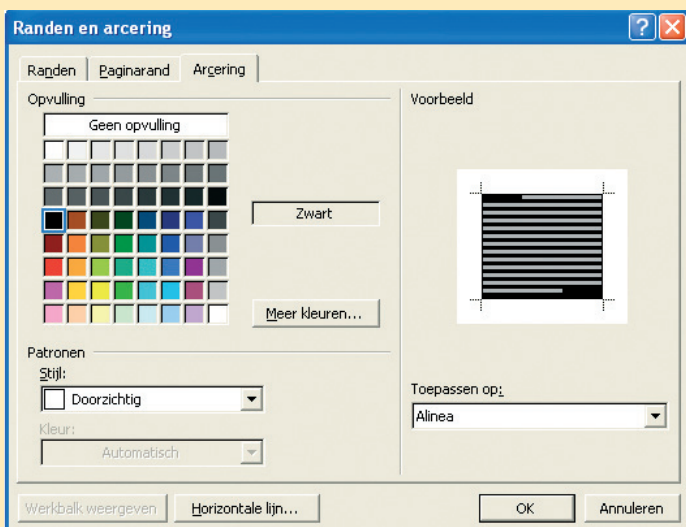 Randen en arcering
Randen Paginarand Arcering
Opvulling
Geen opvulling
Zwart
Meer kleuren...
Patronen
Stijl:
Doorzichtig
Kleur:
Automatisch
Voorbeeld
Toepassen op:
Alinea
Werkbalk weergeven Horizontale lijn... OK Annuleren